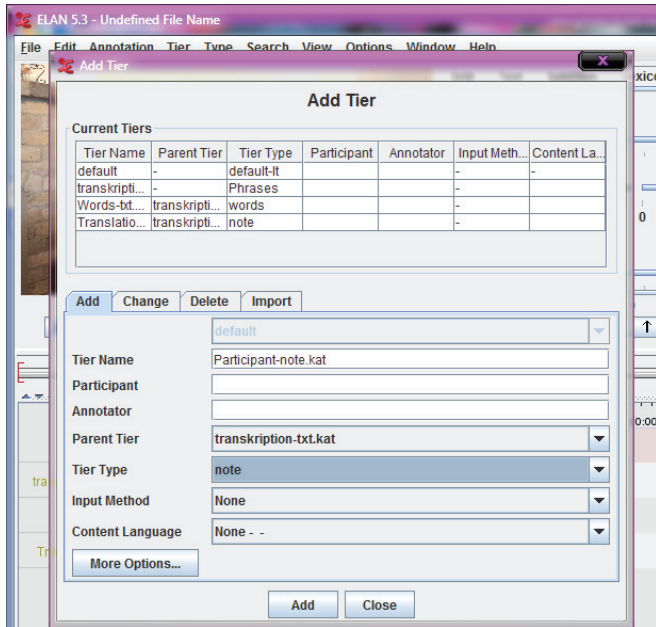 ELAN 5.3 - Undefined File Name
File Edit Annotation Tier Type Search View Options Window Help
Add Tier
Add Tier
Current Tiers
Tier Name Parent Tier Tier Type Participant Annotator Input Meth... Content La...
default - default-lt - -
transkripti... - Phrases -
Words-txt.... transkripti... words -
Translatio... transkripti... note -
Add Change Delete Import
default
Tier Name Participant-note.kat
Participant
Annotator
Parent Tier transkription-txt.kat
Tier Type note
Input Method None
Content Language None - -
More Options...
Add Close